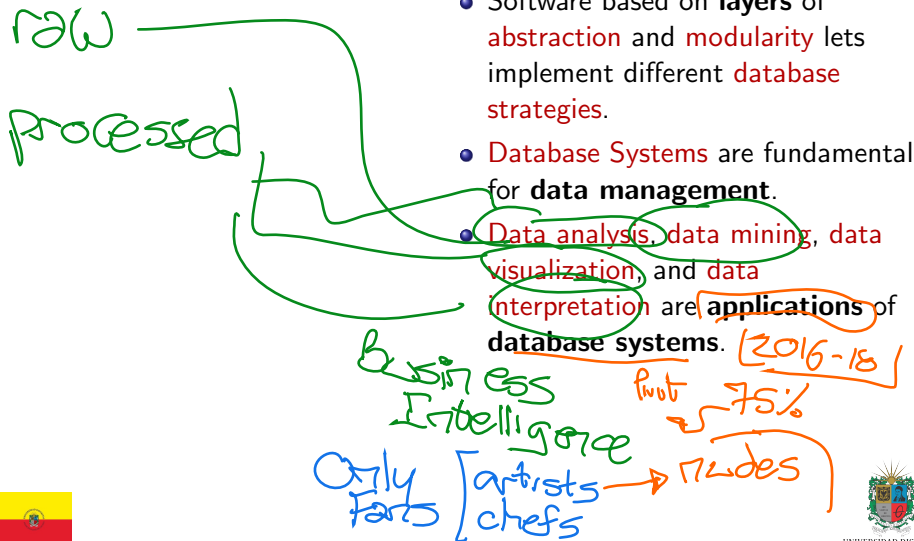 raw
processed
• Software based on layers of
abstraction and modularity lets
implement different database
strategies.
• Database Systems are fundamental
for data management.
• Data analysis, data mining, data
visualization, and data
interpretation are applications of
database systems.
[2016-18]
Business
Intelligence
75%
Only
Fans
artists → nudes
chefs